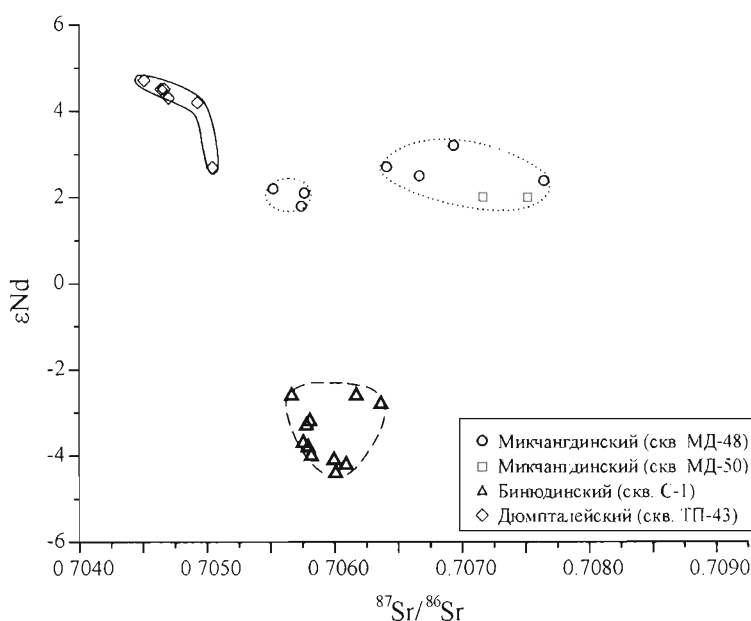 6
4
2
0
-2
-4
-6
εNd
Микчангдинский (скв МД-48)
Микчангдинский (скв МД-50)
Бинюдинский (скв. С-1)
Дюмпталейский (скв. ТП-43)
0 7040 0.7050 0.7060 0.7070 0.7080 0.7090
⁸⁷Sr/⁸⁶Sr